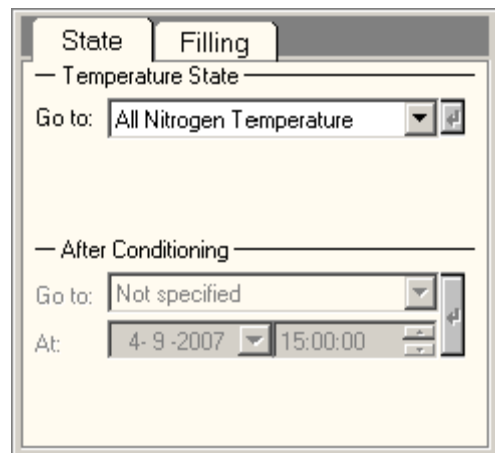 State Filling
Temperature State
Go to: All Nitrogen Temperature
After Conditioning
Go to: Not specified
At: 4- 9 -2007 15:00:00